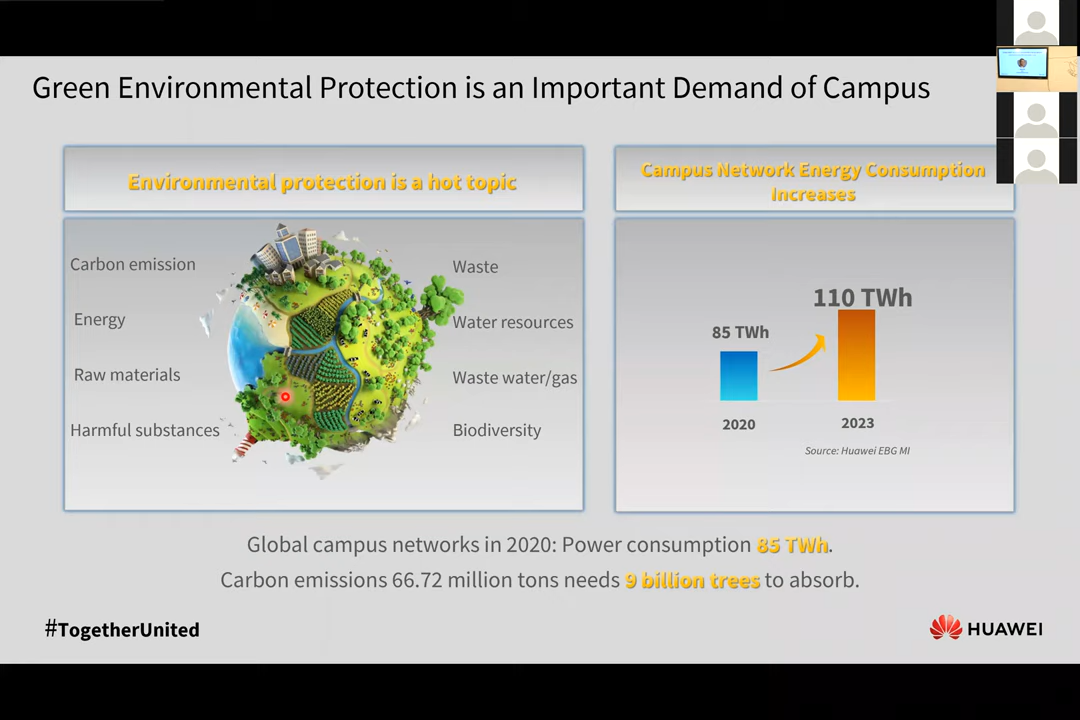 Green Environmental Protection is an Important Demand of Campus
Environmental protection is a hot topic
Campus Network Energy Consumption
Increases
Carbon emission
Energy
Raw materials
Harmful substances
Waste
Water resources
Waste water/gas
Biodiversity
110 TWh
85 TWh
2020
2023
Source: Huawei EBG MI
Global campus networks in 2020: Power consumption 85 TWh.
Carbon emissions 66.72 million tons needs 9 billion trees to absorb.
#TogetherUnited
HUAWEI